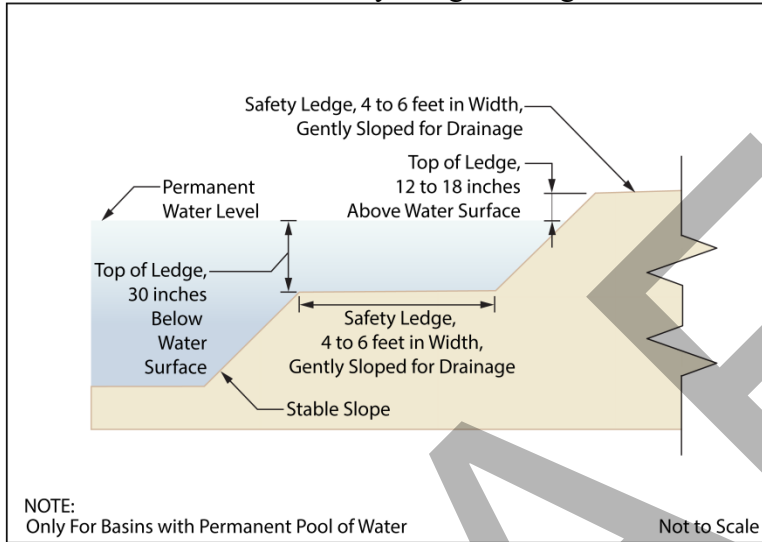 Safety Ledge, 4 to 6 feet in Width,
Gently Sloped for Drainage
Top of Ledge,
12 to 18 inches
Above Water Surface
Permanent
Water Level
Top of Ledge,
30 inches
Below
Water
Surface
Safety Ledge,
4 to 6 feet in Width,
Gently Sloped for Drainage
Stable Slope
NOTE:
Only For Basins with Permanent Pool of Water
Not to Scale